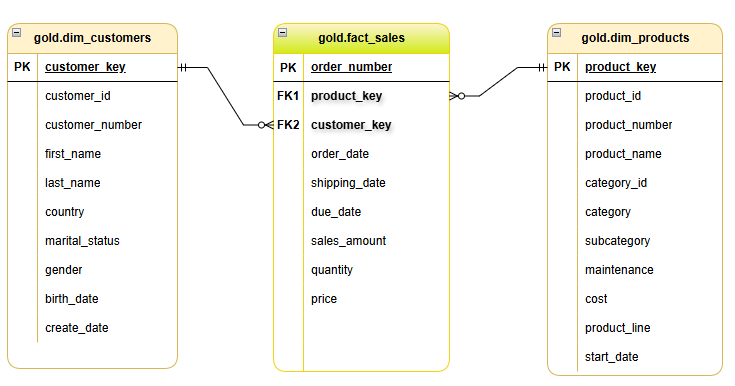 gold.dim_customers
PK customer_key
customer_id
customer_number
first_name
last_name
country
marital_status
gender
birth_date
create_date
gold.fact_sales
PK order_number
FK1 product_key
FK2 customer_key
order_date
shipping_date
due_date
sales_amount
quantity
price
gold.dim_products
PK product_key
product_id
product_number
product_name
category_id
category
subcategory
maintenance
cost
product_line
start_date